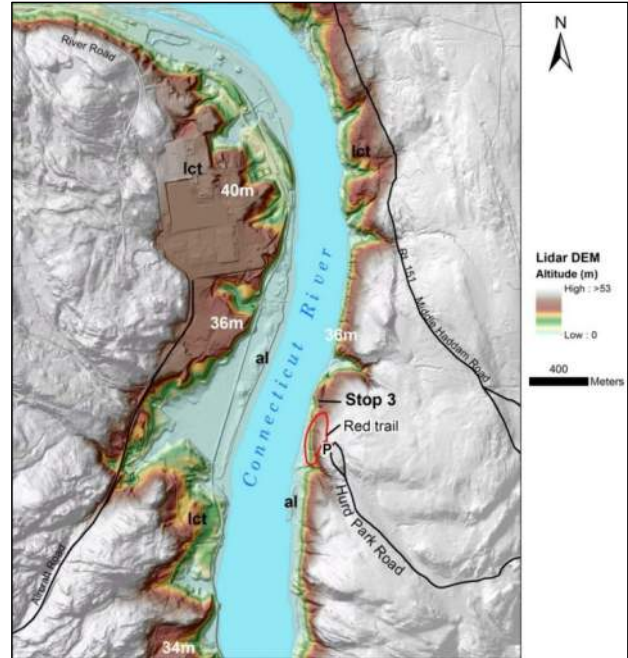 River Road
N
lct
lct
40m
Rt. 151 Middle Haddam Road
Lidar DEM
Altitude (m)
High : >53
Low : 0
36m
36m
Connecticut River
al
400
Meters
Stop 3
Red trail
P
Hurd Park Road
al
lct
Aircraft Road
34m